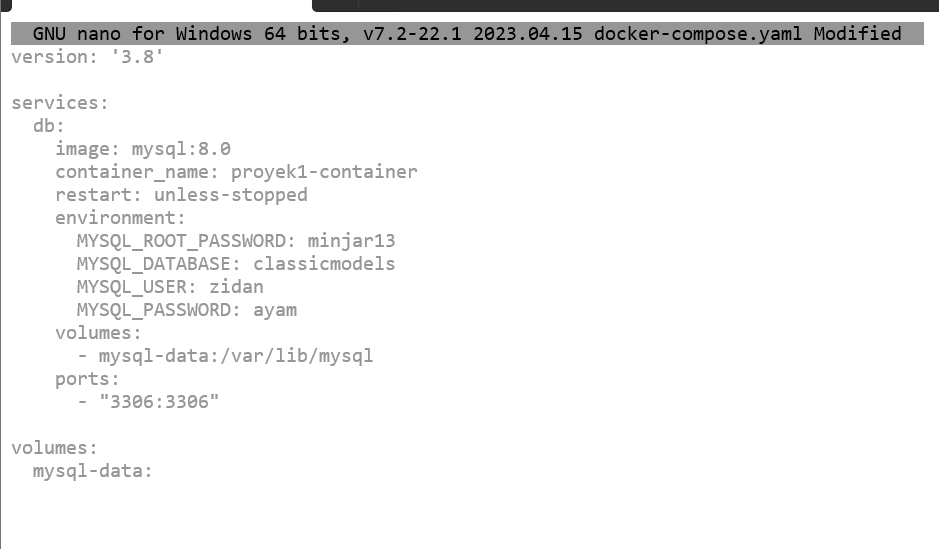 GNU nano for Windows 64 bits, v7.2-22.1 2023.04.15 docker-compose.yaml Modified
version: '3.8'

services:
  db:
    image: mysql:8.0
    container_name: proyek1-container
    restart: unless-stopped
    environment:
      MYSQL_ROOT_PASSWORD: minjar13
      MYSQL_DATABASE: classicmodels
      MYSQL_USER: zidan
      MYSQL_PASSWORD: ayam
    volumes:
      - mysql-data:/var/lib/mysql
    ports:
      - "3306:3306"

volumes:
  mysql-data: